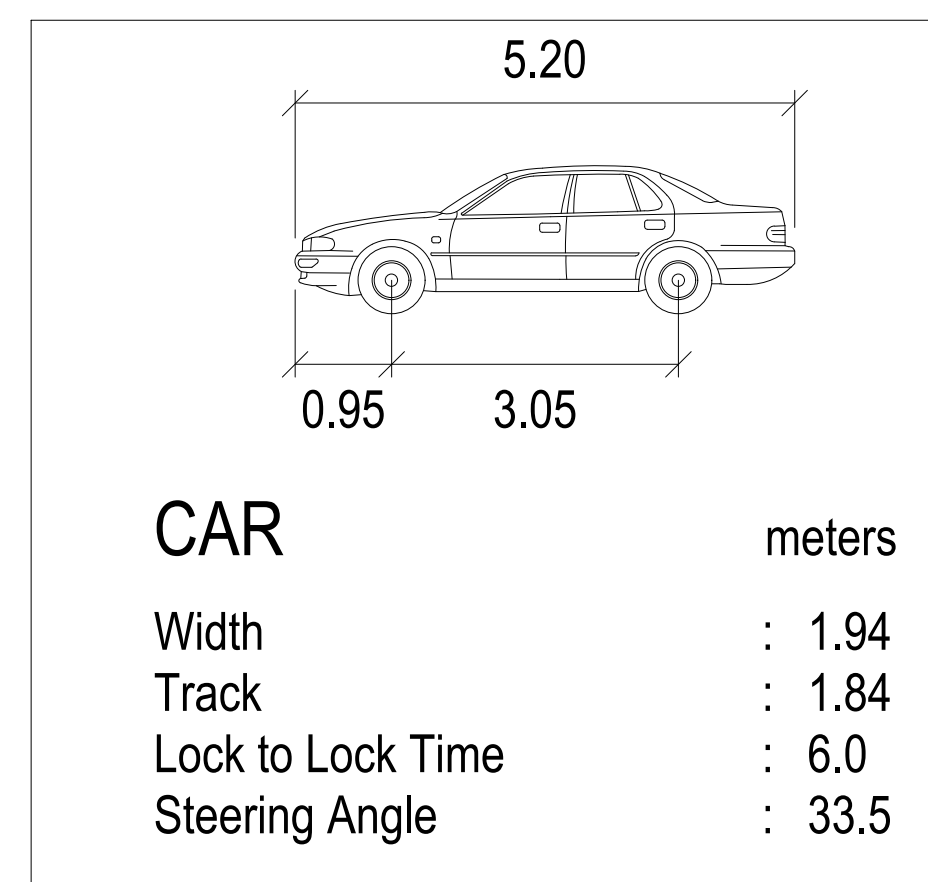 5.20
0.95 3.05
CAR meters
Width : 1.94
Track : 1.84
Lock to Lock Time : 6.0
Steering Angle : 33.5